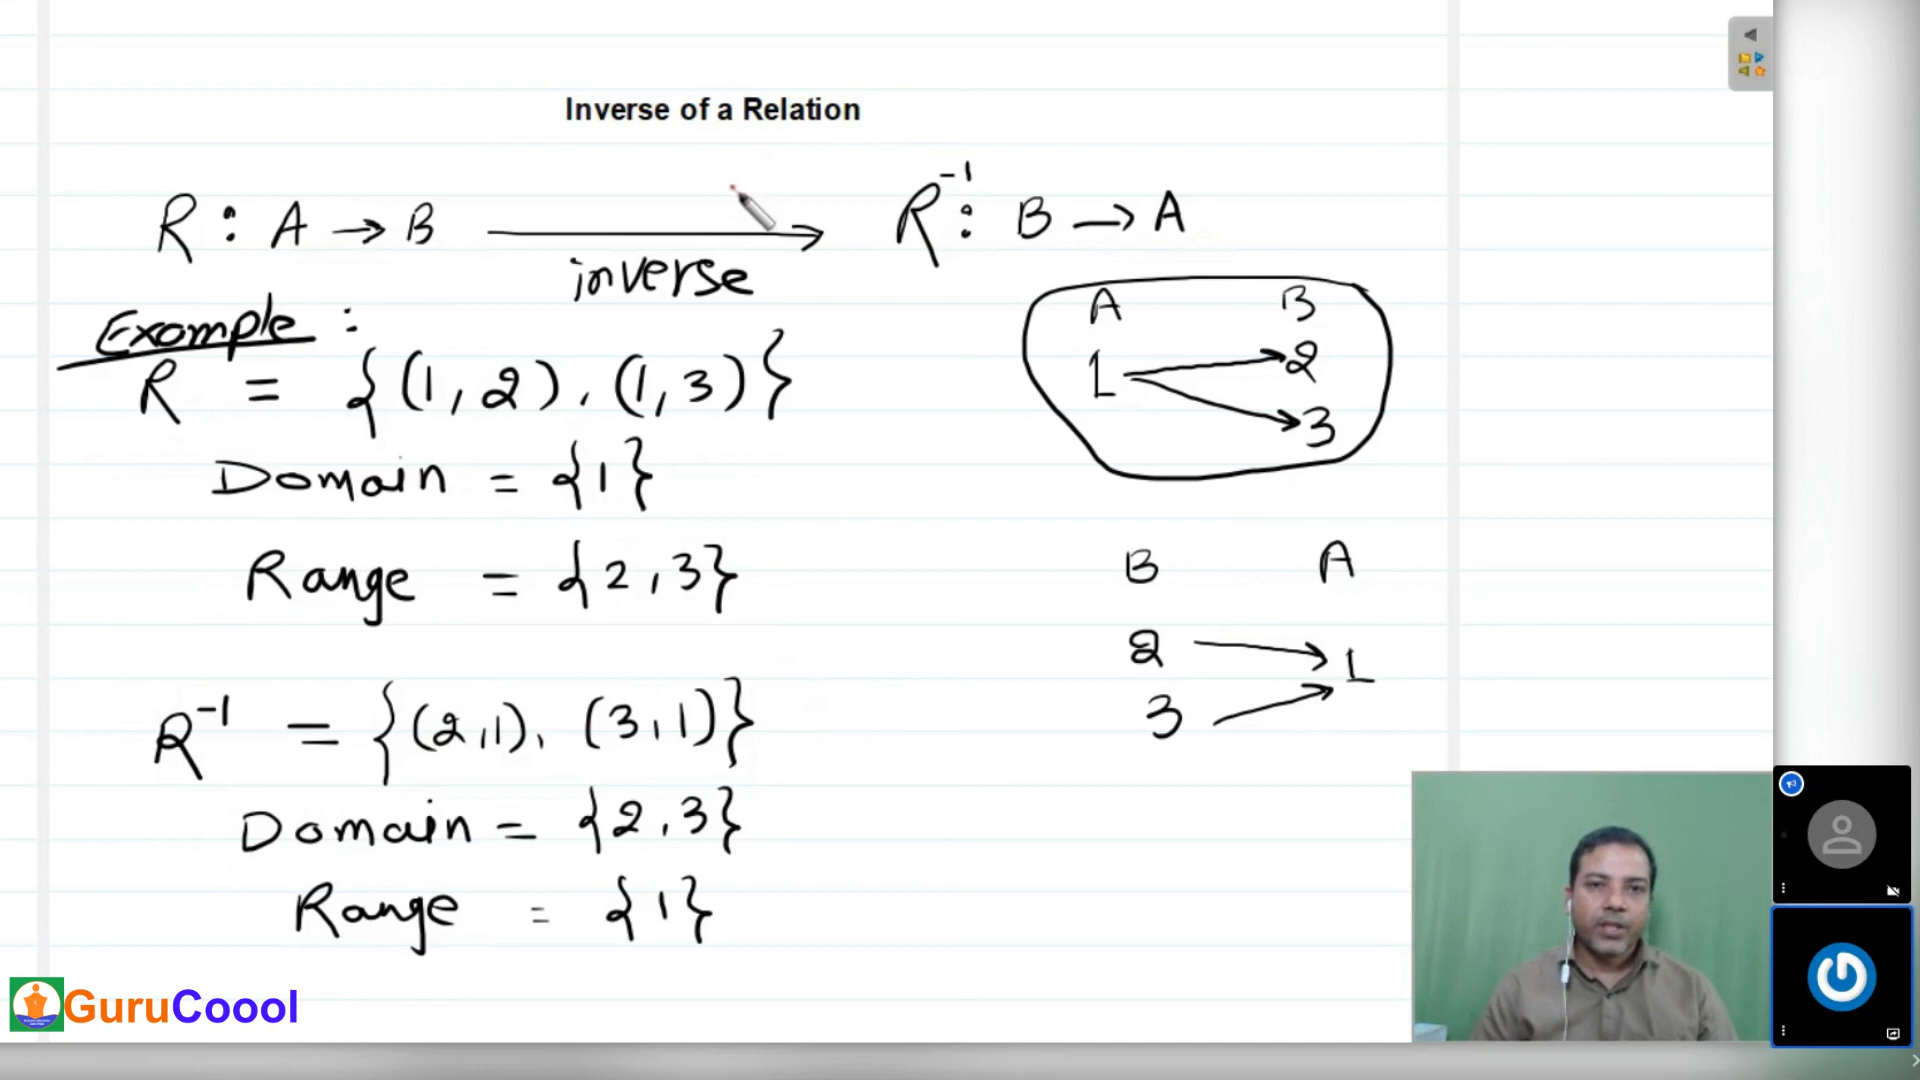 Inverse of a Relation
R : A → B inverse R⁻¹ : B → A
Example :
R = {(1, 2), (1, 3)}
Domain = {1}
Range = {2, 3}
R⁻¹ = {(2,1), (3,1)}
Domain = {2, 3}
Range = {1}
A B
1 2
3
B A
2 1
3
GuruCoool